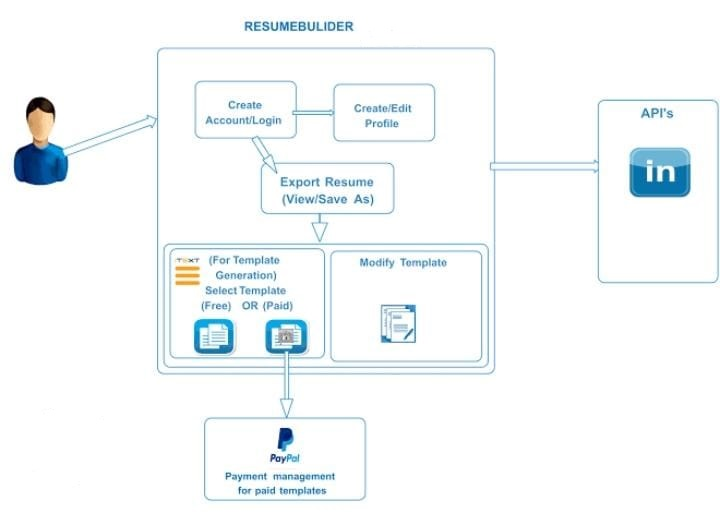 RESUMEBULIDER
Create
Account/Login
Create/Edit
Profile
Export Resume
(View/Save As)
(For Template
Generation)
Select Template
(Free) OR (Paid)
Modify Template
API's
in
PayPal
Payment management
for paid templates